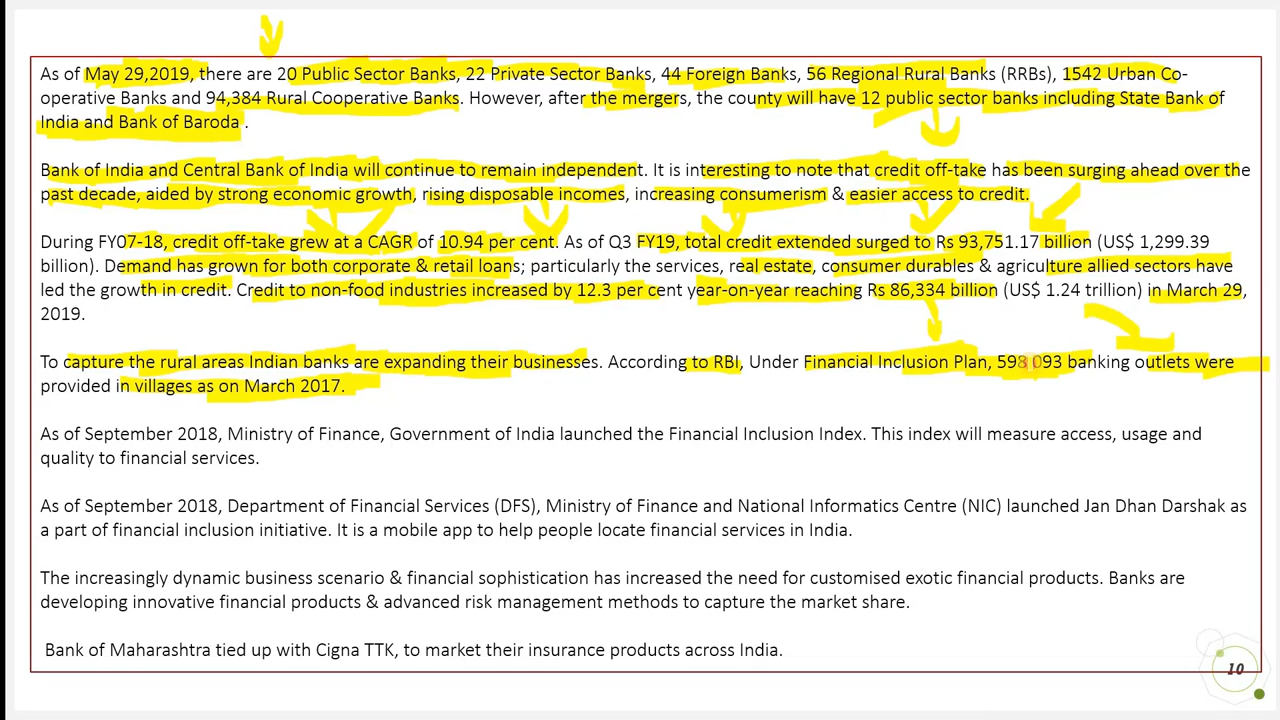 As of May 29,2019, there are 20 Public Sector Banks, 22 Private Sector Banks, 44 Foreign Banks, 56 Regional Rural Banks (RRBs), 1542 Urban Co-
operative Banks and 94,384 Rural Cooperative Banks. However, after the mergers, the county will have 12 public sector banks including State Bank of
India and Bank of Baroda .
Bank of India and Central Bank of India will continue to remain independent. It is interesting to note that credit off-take has been surging ahead over the
past decade, aided by strong economic growth, rising disposable incomes, increasing consumerism & easier access to credit.
During FY07-18, credit off-take grew at a CAGR of 10.94 per cent. As of Q3 FY19, total credit extended surged to Rs 93,751.17 billion (US$ 1,299.39
billion). Demand has grown for both corporate & retail loans; particularly the services, real estate, consumer durables & agriculture allied sectors have
led the growth in credit. Credit to non-food industries increased by 12.3 per cent year-on-year reaching Rs 86,334 billion (US$ 1.24 trillion) in March 29,
2019.
To capture the rural areas Indian banks are expanding their businesses. According to RBI, Under Financial Inclusion Plan, 598,093 banking outlets were
provided in villages as on March 2017.
As of September 2018, Ministry of Finance, Government of India launched the Financial Inclusion Index. This index will measure access, usage and
quality to financial services.
As of September 2018, Department of Financial Services (DFS), Ministry of Finance and National Informatics Centre (NIC) launched Jan Dhan Darshak as
a part of financial inclusion initiative. It is a mobile app to help people locate financial services in India.
The increasingly dynamic business scenario & financial sophistication has increased the need for customised exotic financial products. Banks are
developing innovative financial products & advanced risk management methods to capture the market share.
Bank of Maharashtra tied up with Cigna TTK, to market their insurance products across India.
10